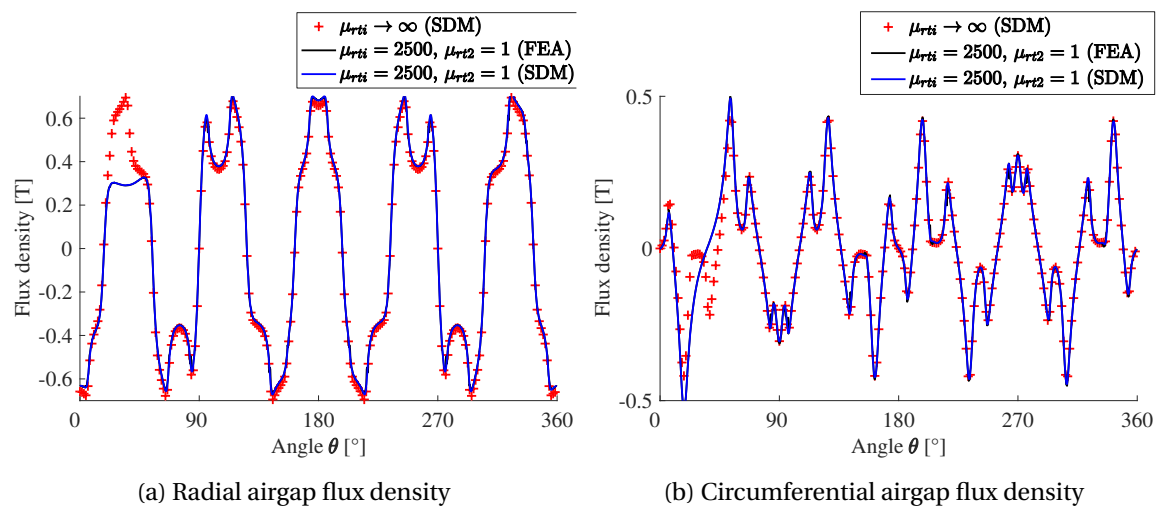 μrti → ∞ (SDM)
μrti = 2500, μrt2 = 1 (FEA)
μrti = 2500, μrt2 = 1 (SDM)
0.6
0.4
0.2
0
-0.2
-0.4
-0.6
Flux density [T]
0 90 180 270 360
Angle θ [°]
(a) Radial airgap flux density
μrti → ∞ (SDM)
μrti = 2500, μrt2 = 1 (FEA)
μrti = 2500, μrt2 = 1 (SDM)
0.5
0
-0.5
Flux density [T]
0 90 180 270 360
Angle θ [°]
(b) Circumferential airgap flux density